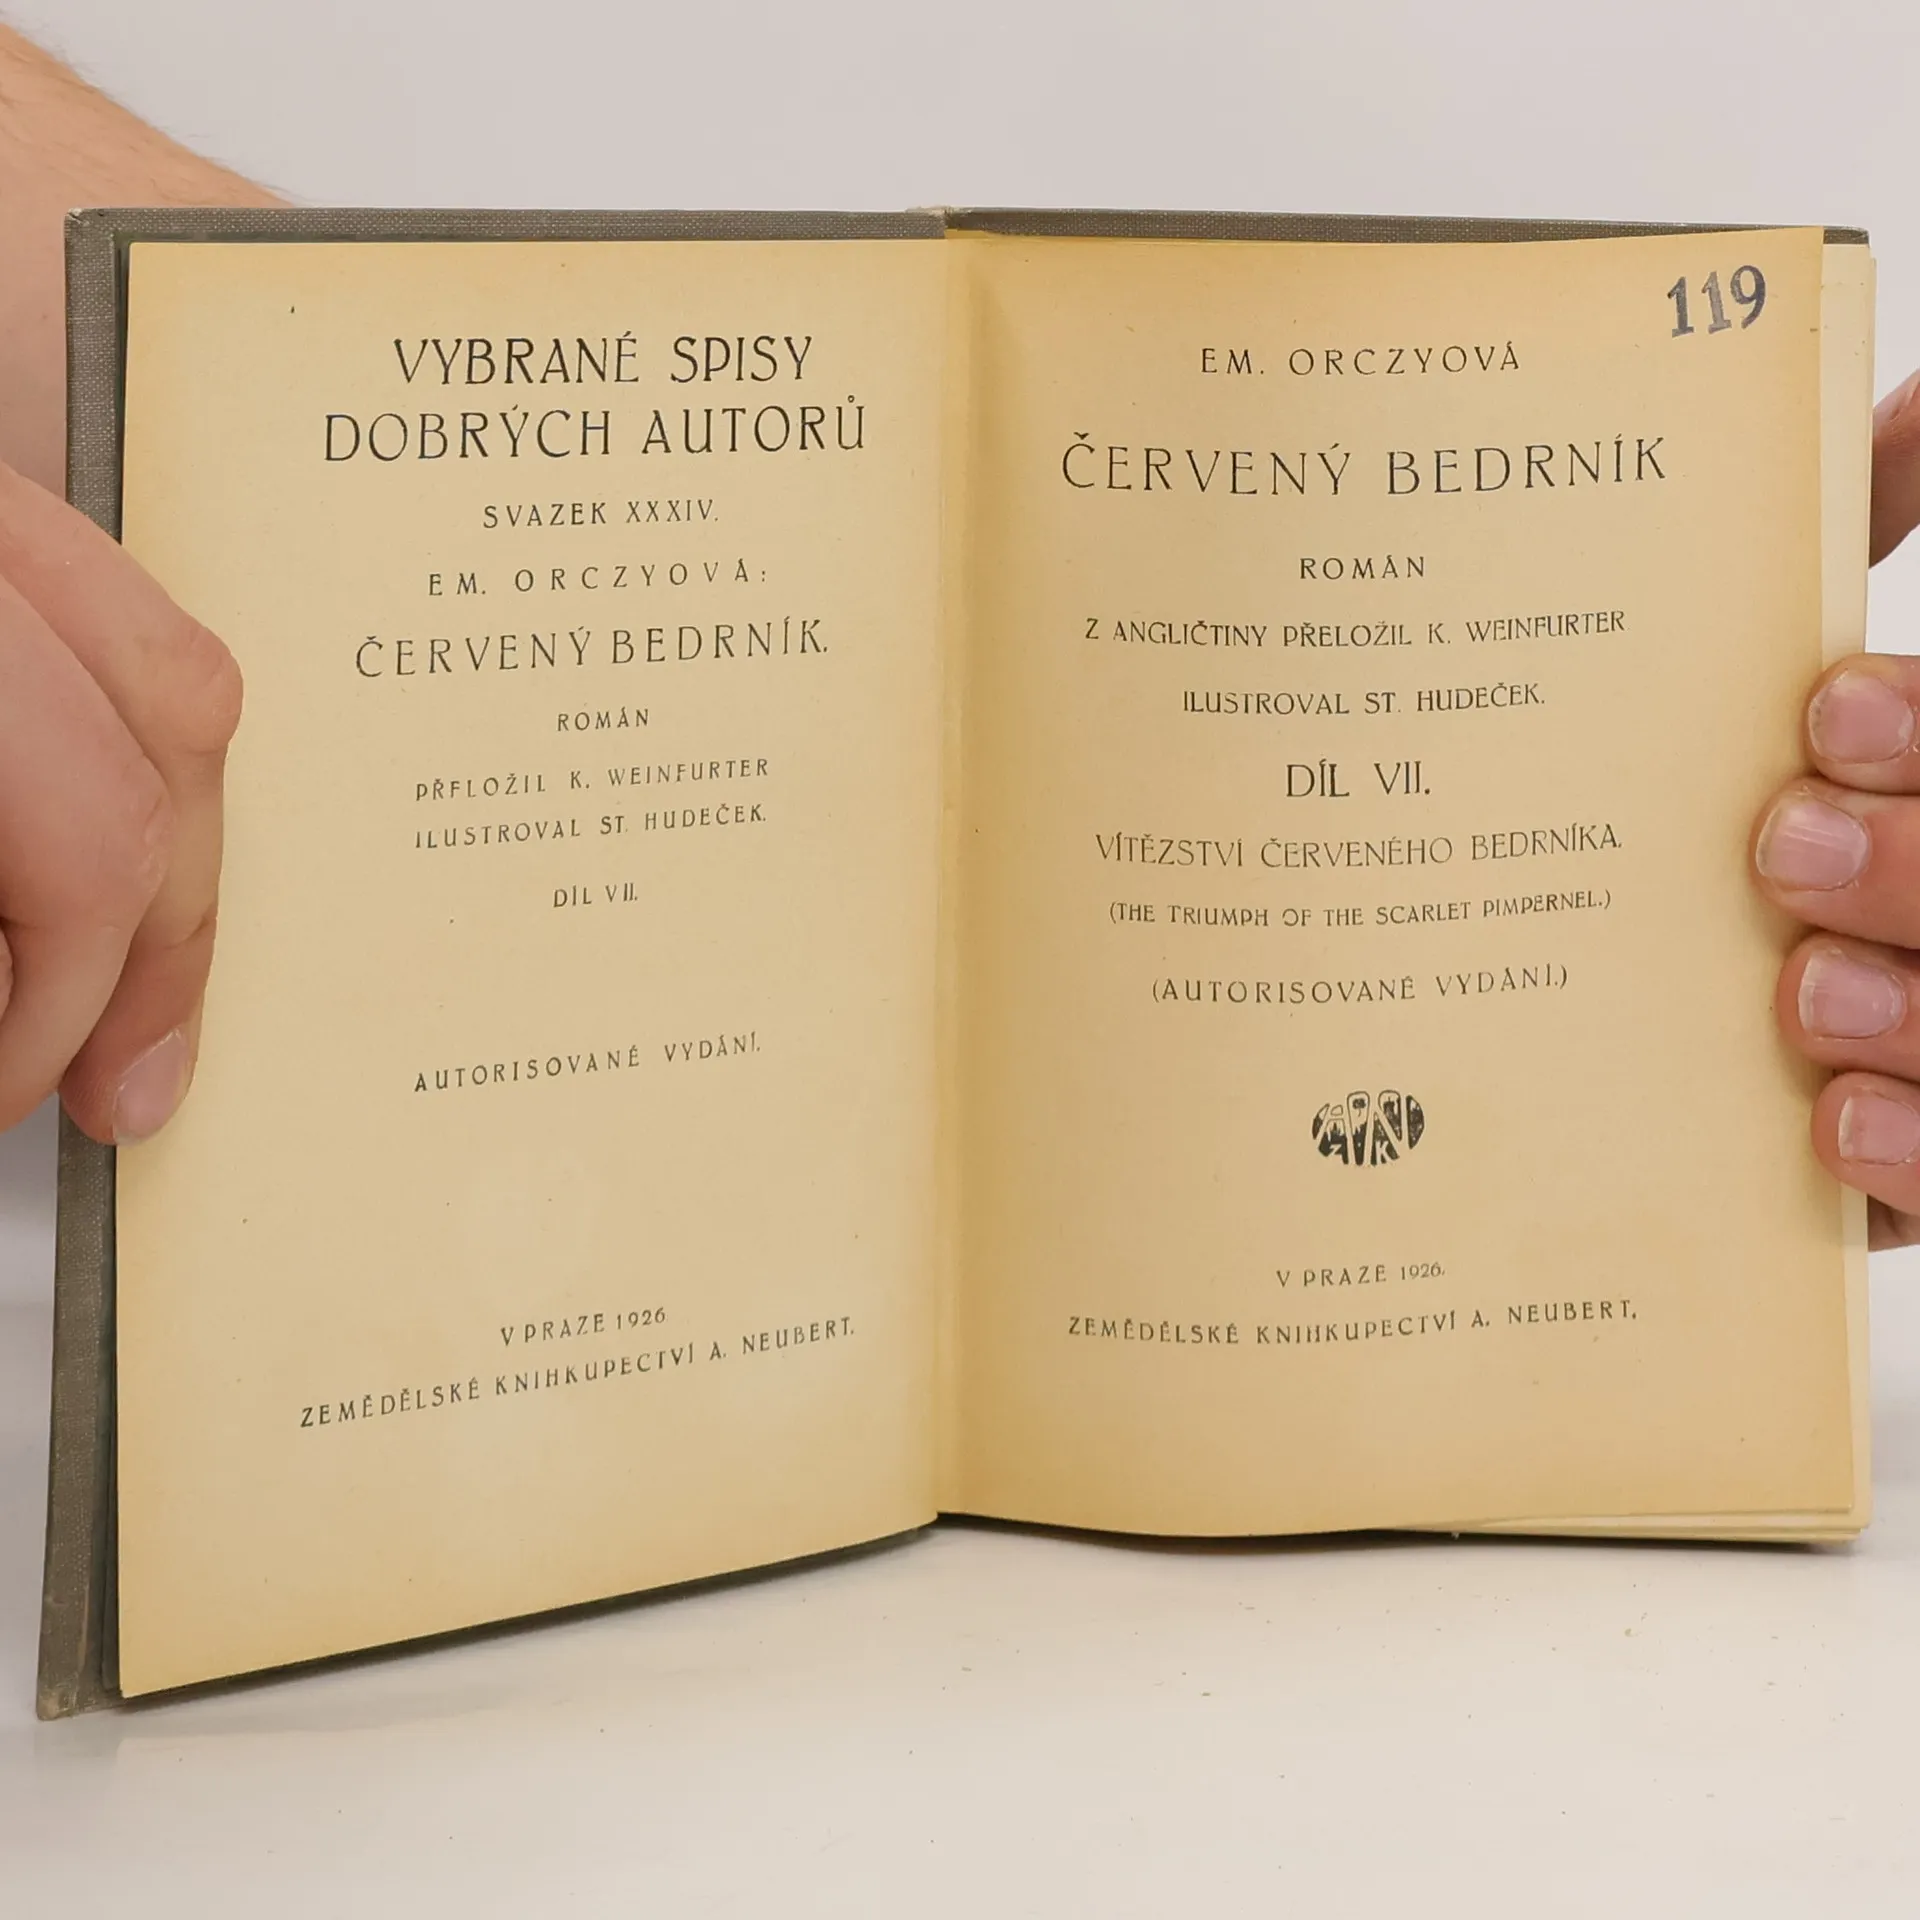 VYBRANÉ SPISY
DOBRÝCH AUTORŮ
SVAZEK XXXIV.
EM. ORCZYOVÁ:
ČERVENÝ BEDRNÍK.
ROMÁN
PŘELOŽIL K. WEINFURTER
ILUSTROVAL ST. HUDEČEK.
DÍL VII.
AUTORISOVANÉ VYDÁNÍ.
V PRAZE 1926
ZEMĚDĚLSKÉ KNIHKUPECTVÍ A. NEUBERT.
119
EM. ORCZYOVÁ
ČERVENÝ BEDRNÍK
ROMÁN
Z ANGLIČTINY PŘELOŽIL K. WEINFURTER
ILUSTROVAL ST. HUDEČEK.
DÍL VII.
VÍTĚZSTVÍ ČERVENÉHO BEDRNÍKA.
(THE TRIUMPH OF THE SCARLET PIMPERNEL.)
(AUTORISOVANÉ VYDÁNÍ.)
V PRAZE 1926.
ZEMĚDĚLSKÉ KNIHKUPECTVÍ A. NEUBERT.